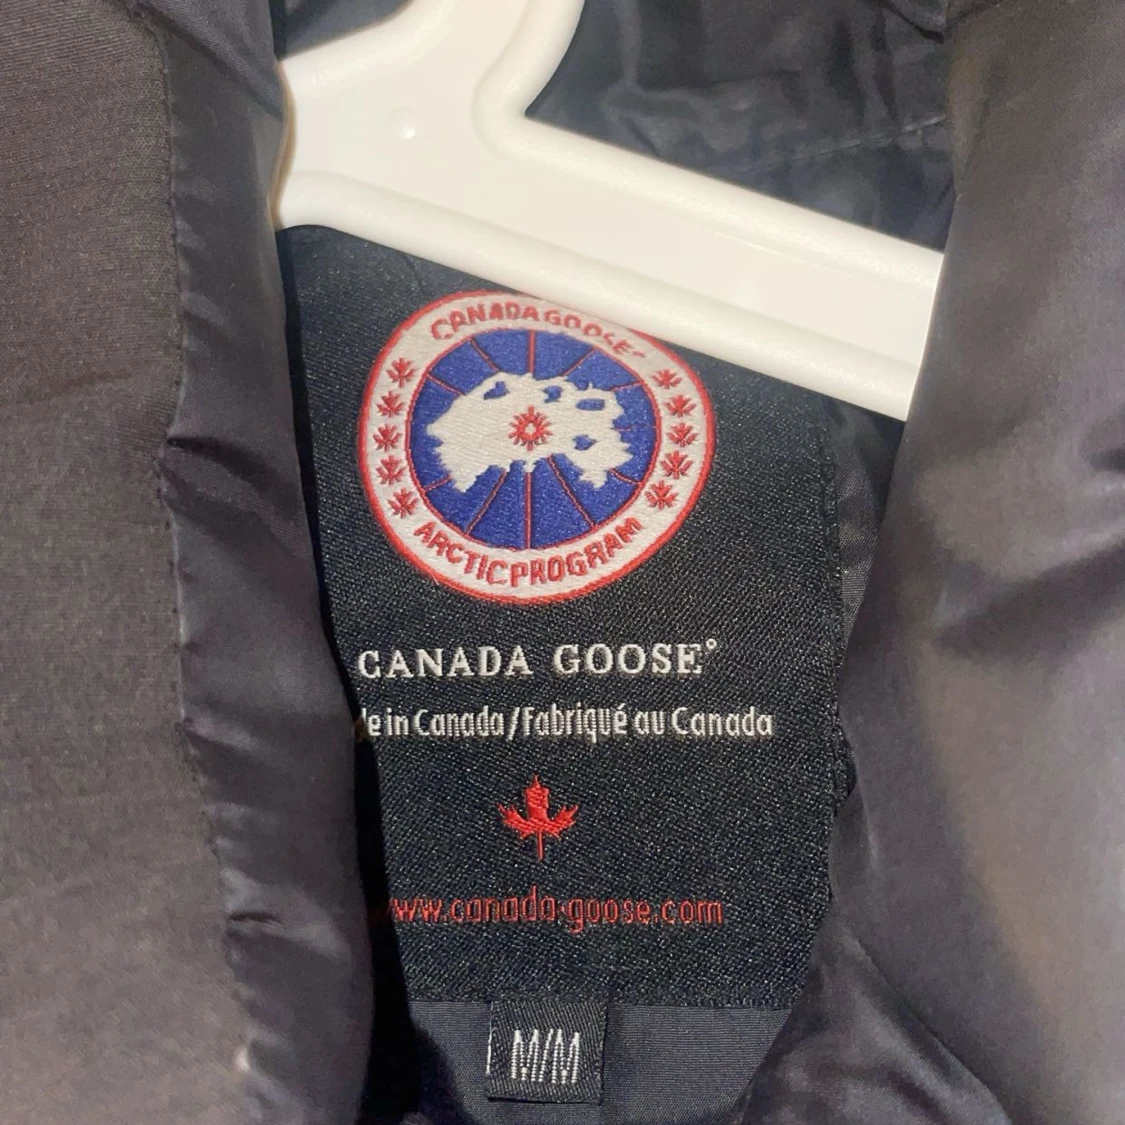 CANADA GOOSE
ARCTIC PROGRAM
CANADA GOOSE
in Canada/Fabriqué au Canada
www.canada-goose.com
M/M